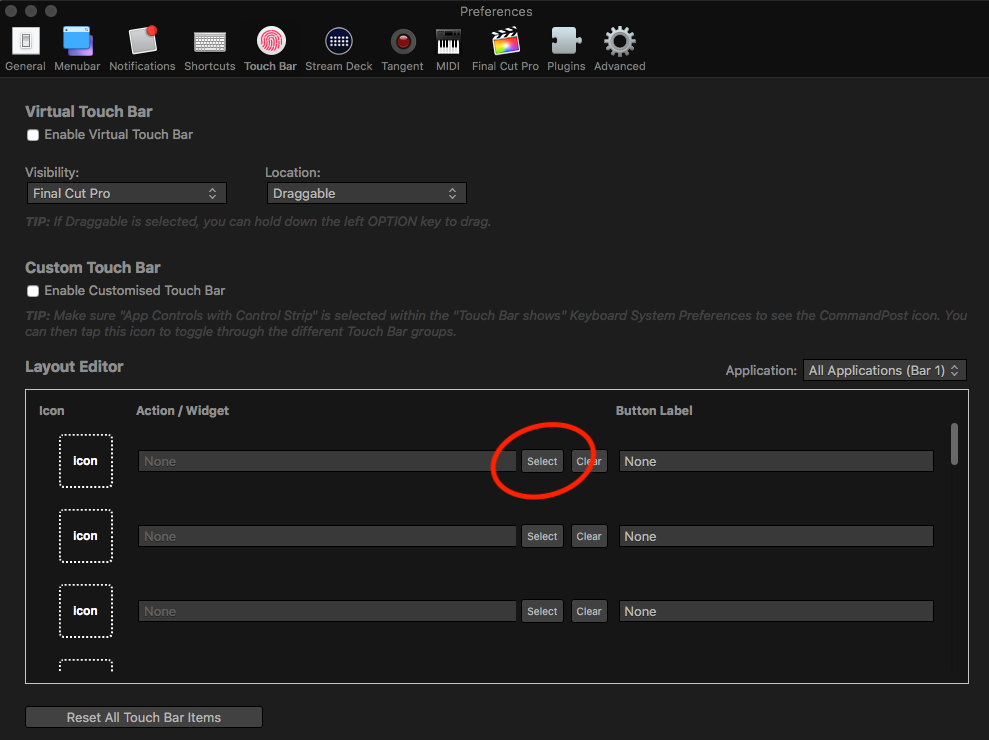 Preferences
General Menubar Notifications Shortcuts Touch Bar Stream Deck Tangent MIDI Final Cut Pro Plugins Advanced
Virtual Touch Bar
Enable Virtual Touch Bar
Visibility: Location:
Final Cut Pro Draggable
TIP: If Draggable is selected, you can hold down the left OPTION key to drag.
Custom Touch Bar
Enable Customised Touch Bar
TIP: Make sure "App Controls with Control Strip" is selected within the "Touch Bar shows" Keyboard System Preferences to see the CommandPost icon. You
can then tap this icon to toggle through the different Touch Bar groups.
Layout Editor Application: All Applications (Bar 1)
Icon Action / Widget Button Label
Icon None Select Clear None
Icon None Select Clear None
Icon None Select Clear None
Reset All Touch Bar Items